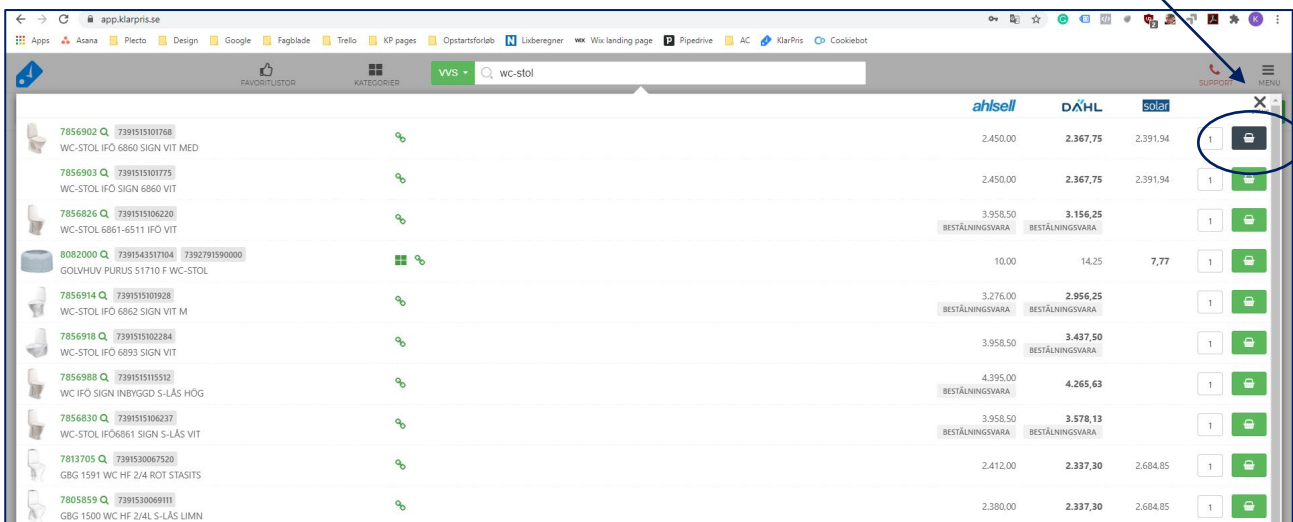 app.klarpris.se
Apps Asana Plecto Design Google Fagblade Trello KP pages Opstartsforløb Lixberegner WIX Wix landing page Pipedrive AC KlarPris Cookiebot
FAVORITLISTOR KATEGORIER VVS wc-stol SUPPORT MENU
ahlsell DAHL solar
7856902 7391515101768
WC-STOL IFÖ 6860 SIGN VIT MED
2.450,00 2.367,75 2.391,94 1
7856903 7391515101775
WC-STOL IFÖ SIGN 6860 VIT
2.450,00 2.367,75 2.391,94 1
7856826 7391515106220
WC-STOL 6861-6511 IFÖ VIT
3.958,50 3.156,25 1
BESTÄLNINGSVARA BESTÄLNINGSVARA
8082000 7391543517104 7392791590000
GOLVHUV PURUS 51710 F WC-STOL
10,00 14,25 7,77 1
7856914 7391515101928
WC-STOL IFÖ 6862 SIGN VIT M
3.276,00 2.956,25 1
BESTÄLNINGSVARA BESTÄLNINGSVARA
7856918 7391515102284
WC-STOL IFÖ 6893 SIGN VIT
3.958,50 3.437,50 1
BESTÄLNINGSVARA
7856988 7391515115512
WC IFÖ SIGN INBYGGD S-LÅS HÖG
4.395,00 4.265,63 1
BESTÄLNINGSVARA
7856830 7391515106237
WC-STOL IFÖ6861 SIGN S-LÅS VIT
3.958,50 3.578,13 1
BESTÄLNINGSVARA BESTÄLNINGSVARA
7813705 7391530067520
GBG 1591 WC HF 2/4 ROT STASITS
2.412,00 2.337,30 2.684,85 1
7805859 7391530069111
GBG 1500 WC HF 2/4L S-LÅS LIMN
2.380,00 2.337,30 2.684,85 1